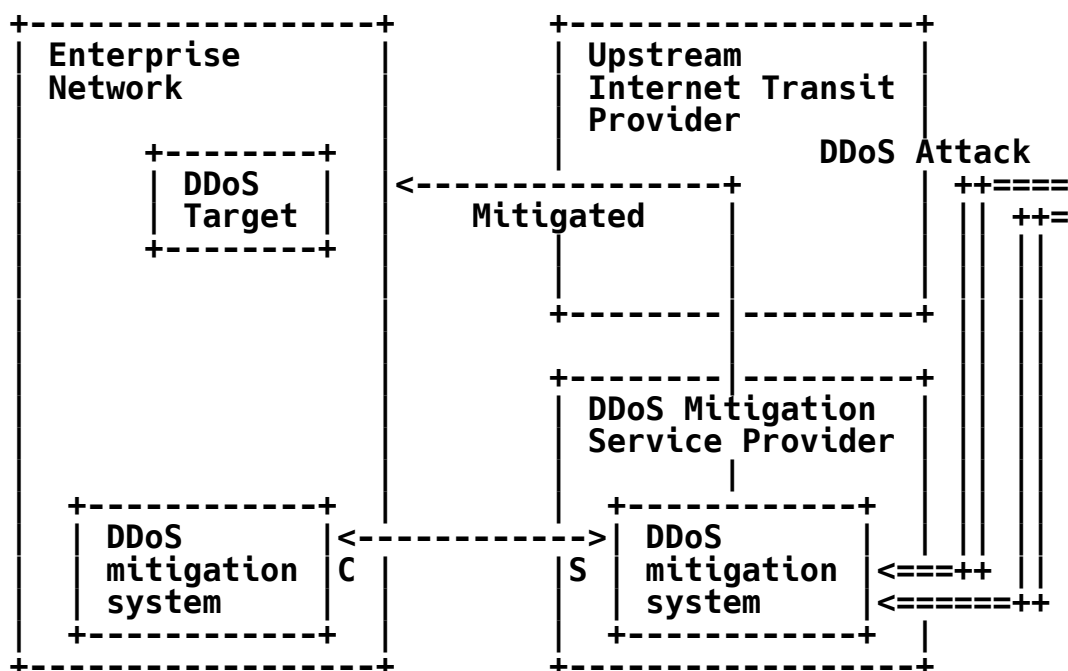 Enterprise Network
Upstream Internet Transit Provider
DDoS Attack
DDoS Target
Mitigated
DDoS Mitigation Service Provider
DDoS mitigation system
C
S
DDoS mitigation system